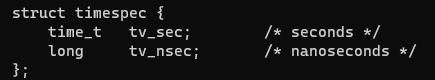 struct timespec {
    time_t   tv_sec;        /* seconds */
    long     tv_nsec;       /* nanoseconds */
};